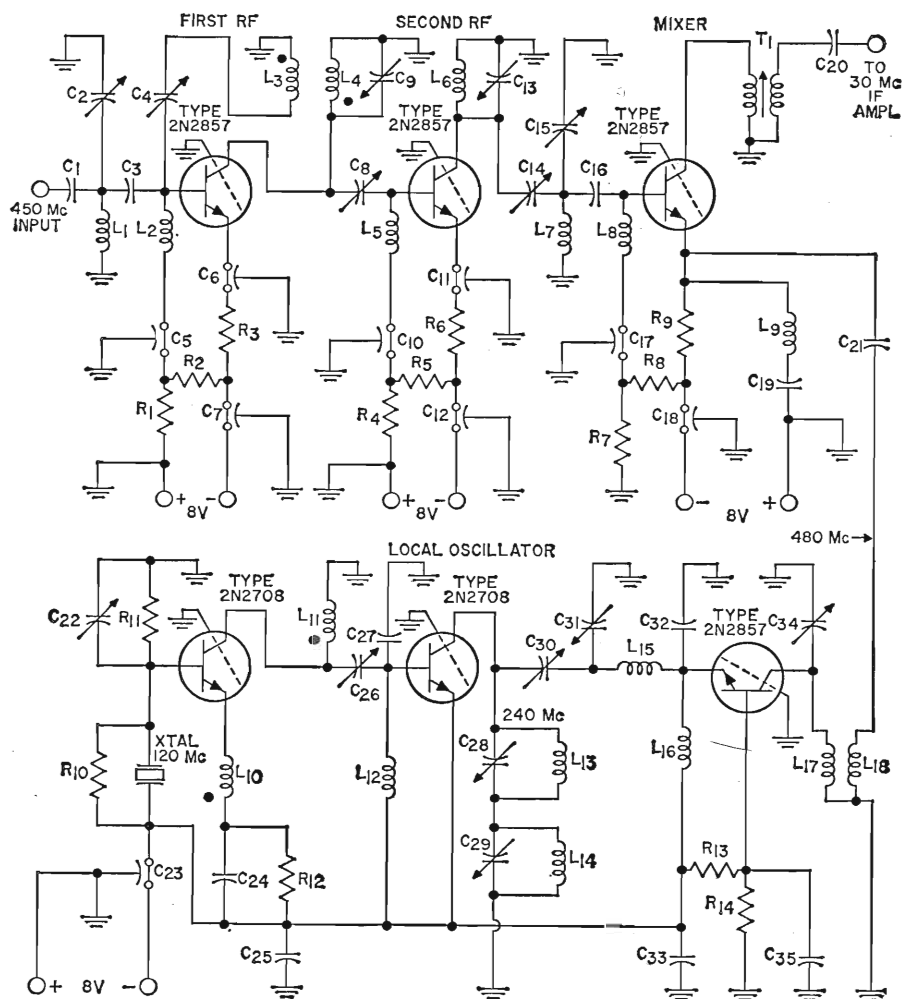 FIRST RF
SECOND RF
MIXER
C2
C4
L3
L4
C9
L6
C13
C15
T1
C20
TO
30 Mc
IF
AMPL.
TYPE
2N2857
TYPE
2N2857
TYPE
2N2857
C1
C3
C8
C14
C16
450 Mc
INPUT
L1
L2
L5
L7
L8
C6
C11
R3
R6
R9
L9
C21
C5
R2
C10
R5
C17
R8
C19
R1
C7
R4
C12
R7
C18
+ 8V -
+ 8V -
- 8V +
480 Mc
LOCAL OSCILLATOR
TYPE
2N2708
TYPE
2N2708
TYPE
2N2857
C22
R11
L11
C27
C26
C30
C31
L15
C32
C34
XTAL
120 Mc
R10
L10
L12
240 Mc
C28
L13
L16
L17
L18
C29
L14
C23
C24
R12
R13
R14
C25
C33
C35
+ 8V -